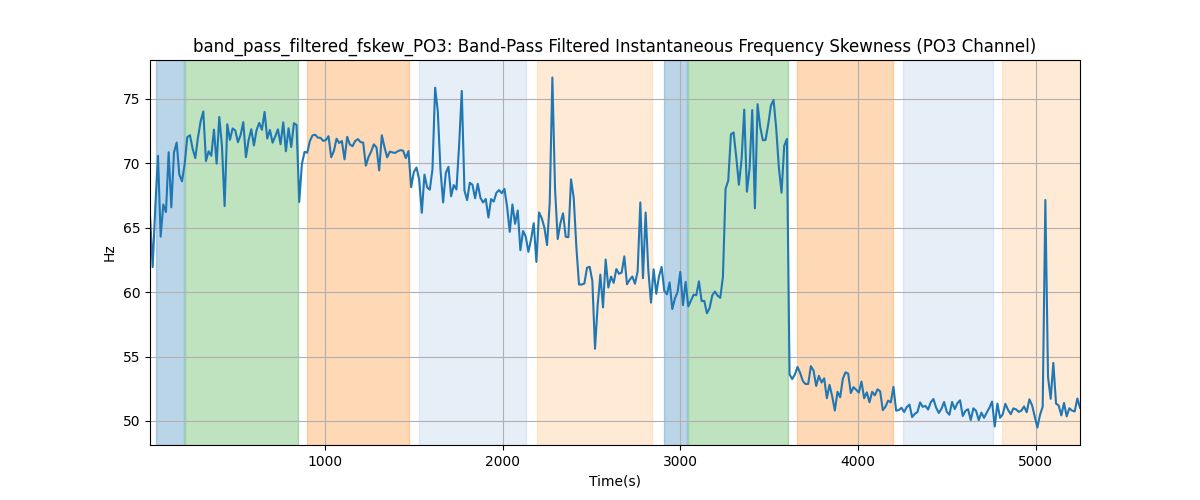 band_pass_filtered_fskew_PO3: Band-Pass Filtered Instantaneous Frequency Skewness (PO3 Channel)
75
70
65
60
55
50
Hz
1000 2000 3000 4000 5000
Time(s)